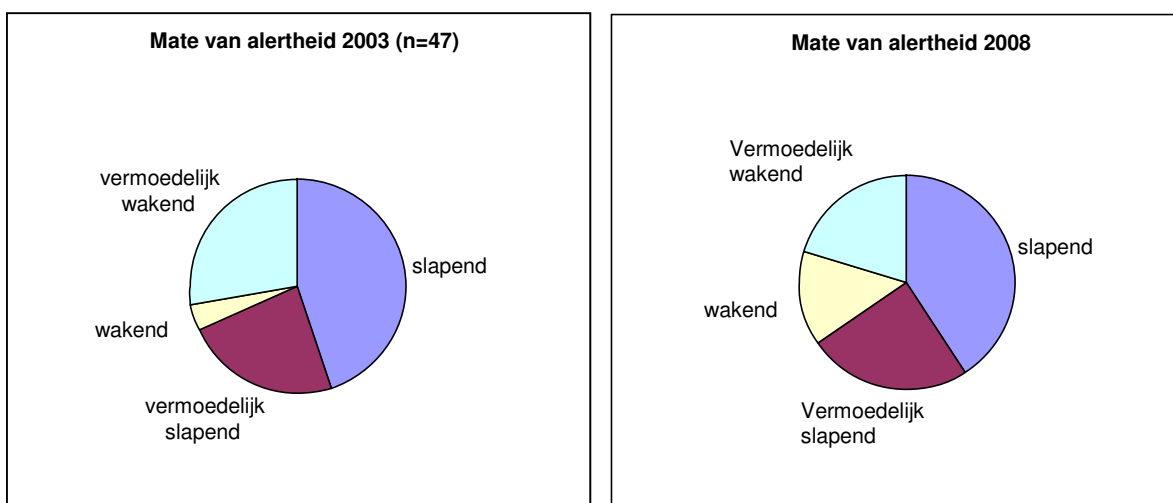 Mate van alertheid 2003 (n=47)
vermoedelijk
wakend
slapend
wakend
vermoedelijk
slapend
Mate van alertheid 2008
Vermoedelijk
wakend
slapend
wakend
Vermoedelijk
slapend